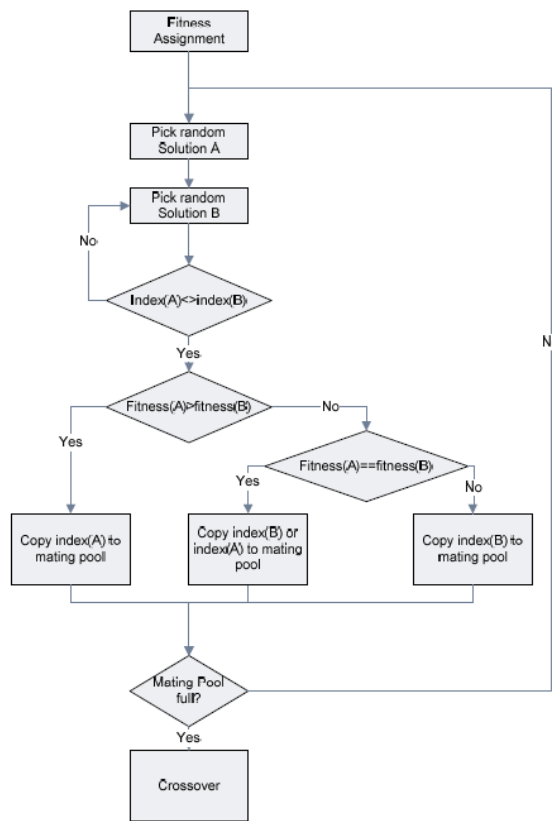 Fitness
Assignment
Pick random
Solution A
Pick random
Solution B
No
Index(A)<>index(B)
Yes
Fitness(A)>fitness(B)
No
Yes
Fitness(A)==fitness(B)
Yes
No
Copy index(A) to
mating pool
Copy index(B) or
index(A) to mating
pool
Copy index(B) to
mating pool
N
Mating Pool
full?
Yes
Crossover